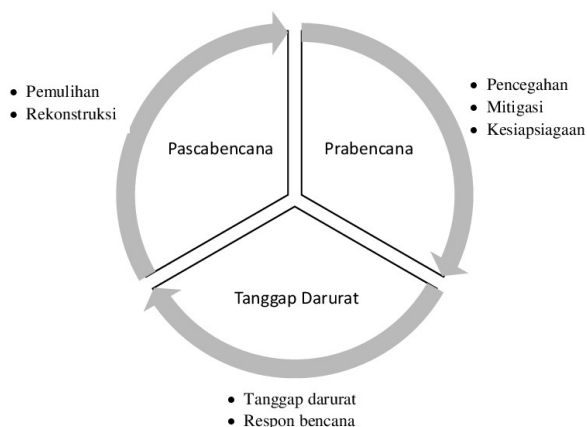 • Pemulihan
• Rekonstruksi
Pascabencana
Prabencana
• Pencegahan
• Mitigasi
• Kesiapsiagaan
Tanggap Darurat
• Tanggap darurat
• Respon bencana